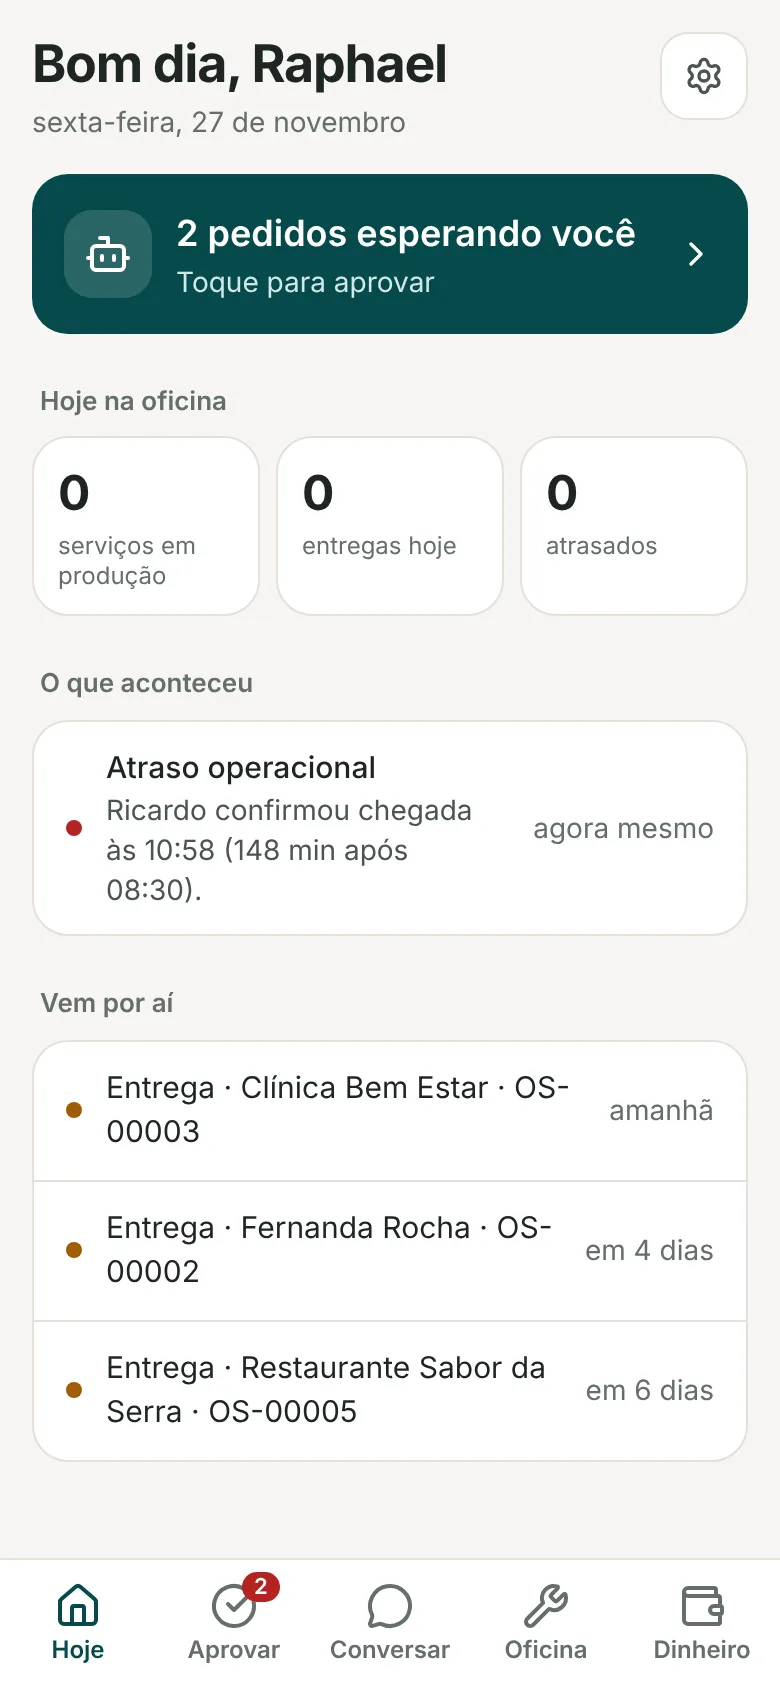 Bom dia, Raphael
sexta-feira, 27 de novembro
2 pedidos esperando você
Toque para aprovar
Hoje na oficina
0
serviços em
produção
0
entregas hoje
0
atrasados
O que aconteceu
Atraso operacional
Ricardo confirmou chegada
às 10:58 (148 min após
08:30).
agora mesmo
Vem por aí
Entrega · Clínica Bem Estar · OS-
00003
amanhã
Entrega · Fernanda Rocha · OS-
00002
em 4 dias
Entrega · Restaurante Sabor da
Serra · OS-00005
em 6 dias
Hoje
2
Aprovar
Conversar
Oficina
Dinheiro